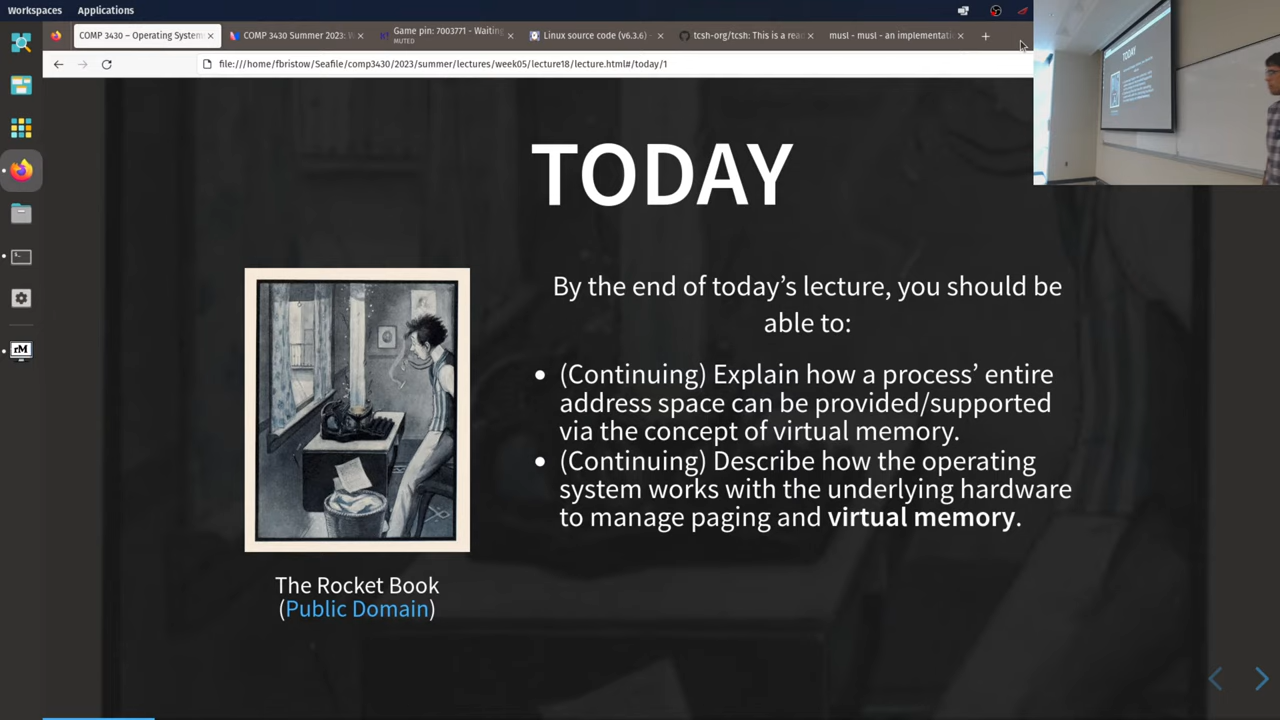 Workspaces Applications
COMP 3430 – Operating System
COMP 3430 Summer 2023: W
Game pin: 7003771 - Waiting
MUTED
Linux source code (v6.3.6) -
tcsh-org/tcsh: This is a rea
musl - musl - an implementati
file:///home/fbristow/Seafile/comp3430/2023/summer/lectures/week05/lecture18/lecture.html#/today/1
TODAY
By the end of today’s lecture, you should be
able to:
(Continuing) Explain how a process’ entire
address space can be provided/supported
via the concept of virtual memory.
(Continuing) Describe how the operating
system works with the underlying hardware
to manage paging and virtual memory.
The Rocket Book
(Public Domain)
rM
TODAY